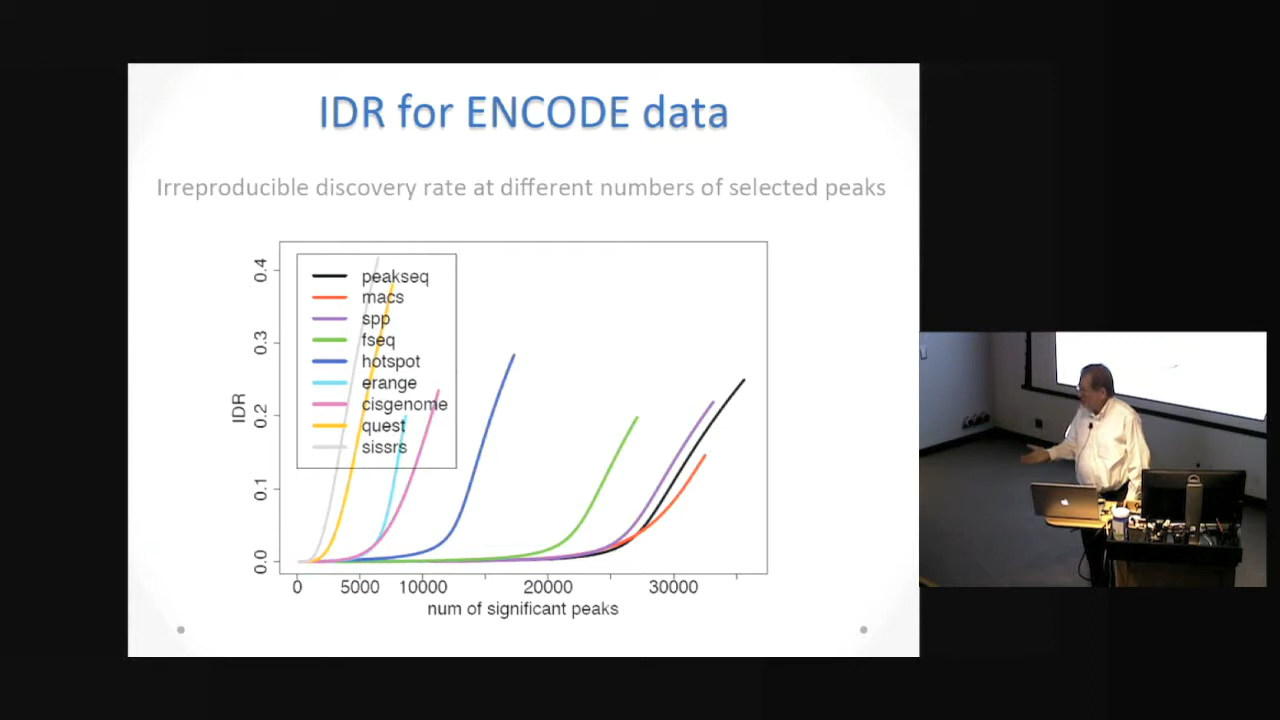 IDR for ENCODE data
Irreproducible discovery rate at different numbers of selected peaks
peakseq
macs
spp
fseq
hotspot
erange
cisgenome
quest
sissrs
IDR
0.4
0.3
0.2
0.1
0.0
0 5000 10000 20000 30000
num of significant peaks